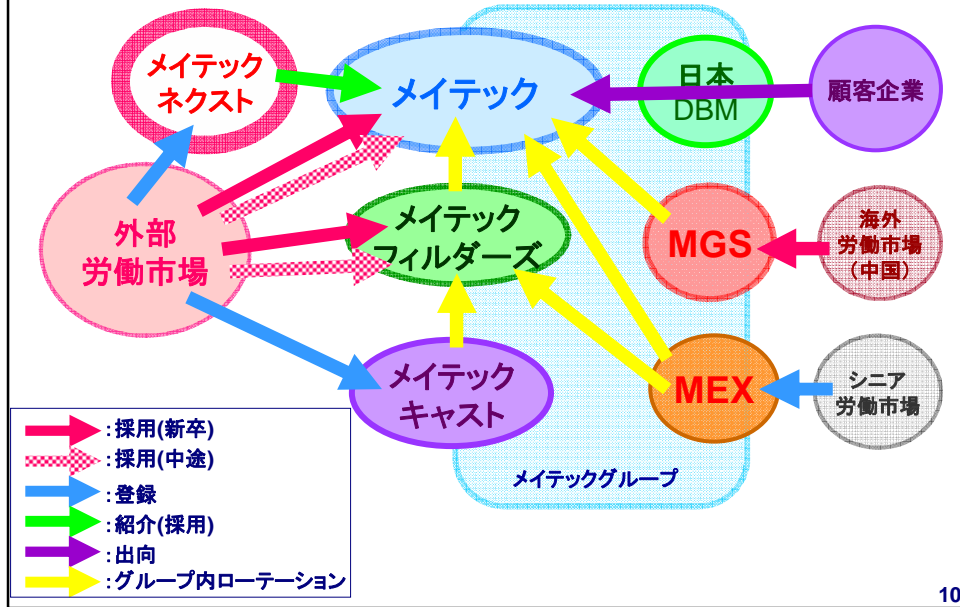 メイテック
ネクスト
メイテック
日本
DBM
顧客企業
外部
労働市場
メイテック
フィルダーズ
MGS
海外
労働市場
(中国)
メイテック
キャスト
MEX
シニア
労働市場
メイテックグループ
:採用(新卒)
:採用(中途)
:登録
:紹介(採用)
:出向
:グループ内ローテーション
10